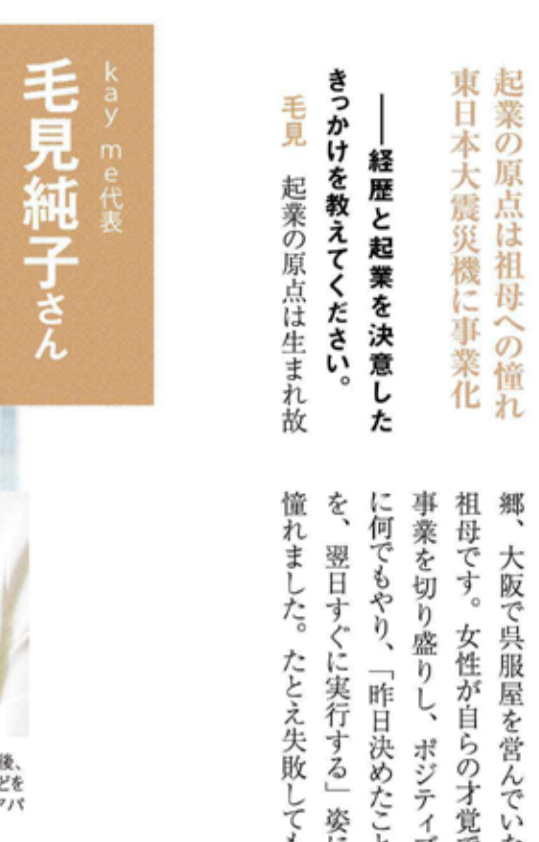 起業の原点は祖母への憧れ
東日本大震災機に事業化
――経歴と起業を決意した
きっかけを教えてください。
毛見　起業の原点は生まれ故
郷、大阪で呉服屋を営んでい
祖母です。女性が自らの才覚で
事業を切り盛りし、ポジティブ
に何でもやり、「昨日決めたこと
を、翌日すぐに実行する」姿に
憧れました。たとえ失敗しても
kay me代表
毛見純子さん
後、
どを
アパ